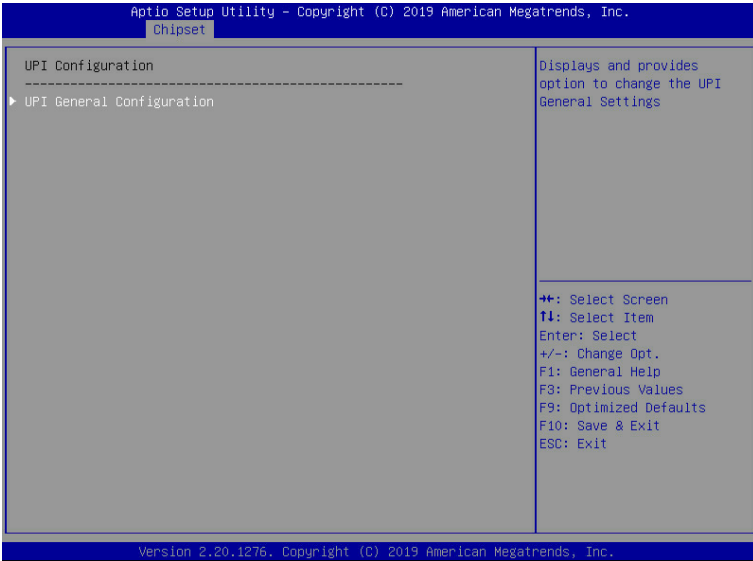 Aptio Setup Utility – Copyright (C) 2019 American Megatrends, Inc.
Chipset
UPI Configuration
--------------------------------------------------
▶ UPI General Configuration
Displays and provides
option to change the UPI
General Settings
→←: Select Screen
↑↓: Select Item
Enter: Select
+/-: Change Opt.
F1: General Help
F3: Previous Values
F9: Optimized Defaults
F10: Save & Exit
ESC: Exit
Version 2.20.1276. Copyright (C) 2019 American Megatrends, Inc.